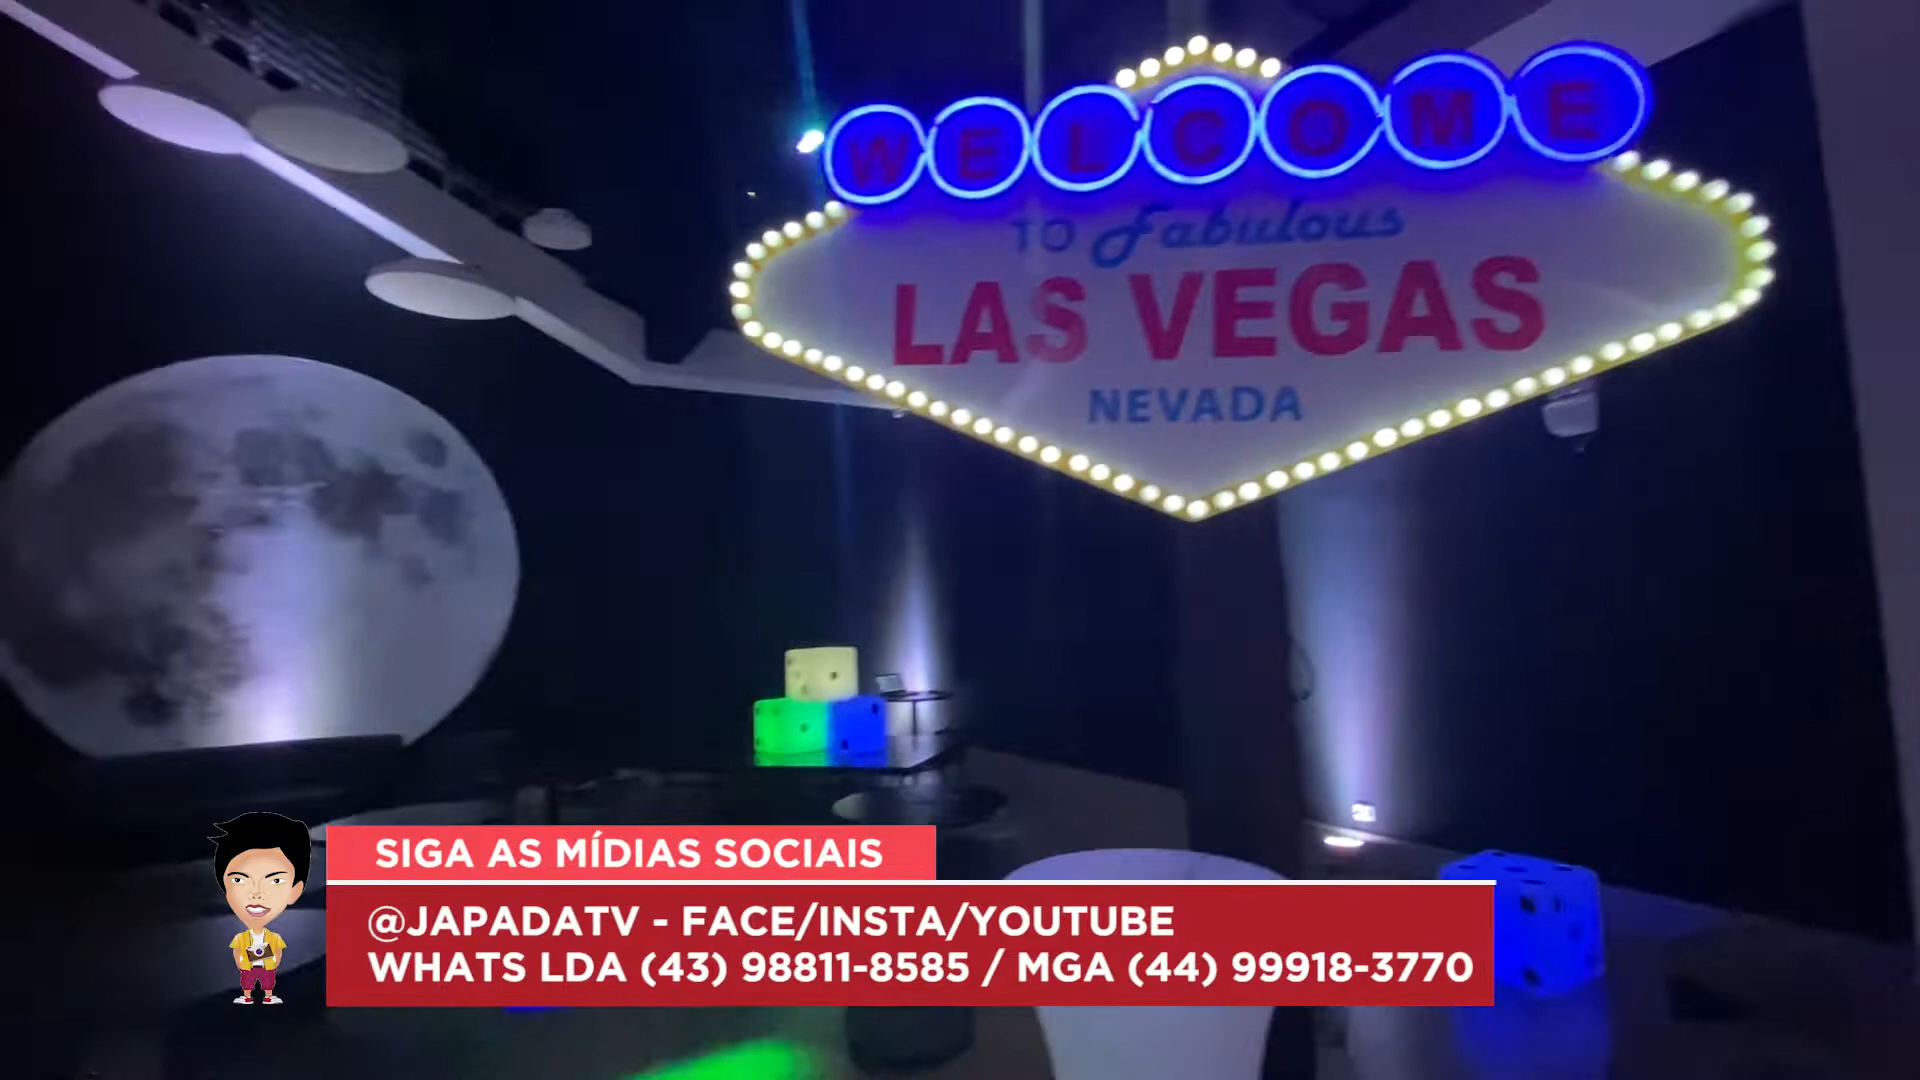 WELCOME
TO Fabulous
LAS VEGAS
NEVADA
SIGA AS MÍDIAS SOCIAIS
@JAPADATV - FACE/INSTA/YOUTUBE
WHATS LDA (43) 98811-8585 / MGA (44) 99918-3770